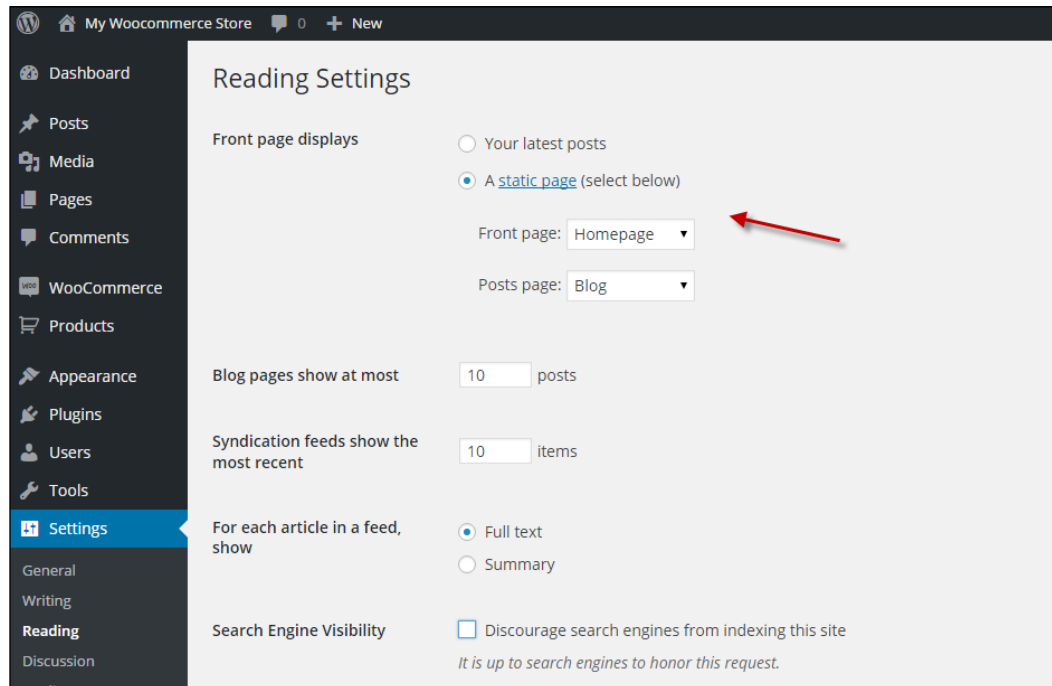 My Woocommerce Store 0 New
Dashboard
Posts
Media
Pages
Comments
WooCommerce
Products
Appearance
Plugins
Users
Tools
Settings
General
Writing
Reading
Discussion
Reading Settings
Front page displays
Your latest posts
A static page (select below)
Front page: Homepage
Posts page: Blog
Blog pages show at most 10 posts
Syndication feeds show the
most recent
10 items
For each article in a feed,
show
Full text
Summary
Search Engine Visibility
Discourage search engines from indexing this site
It is up to search engines to honor this request.